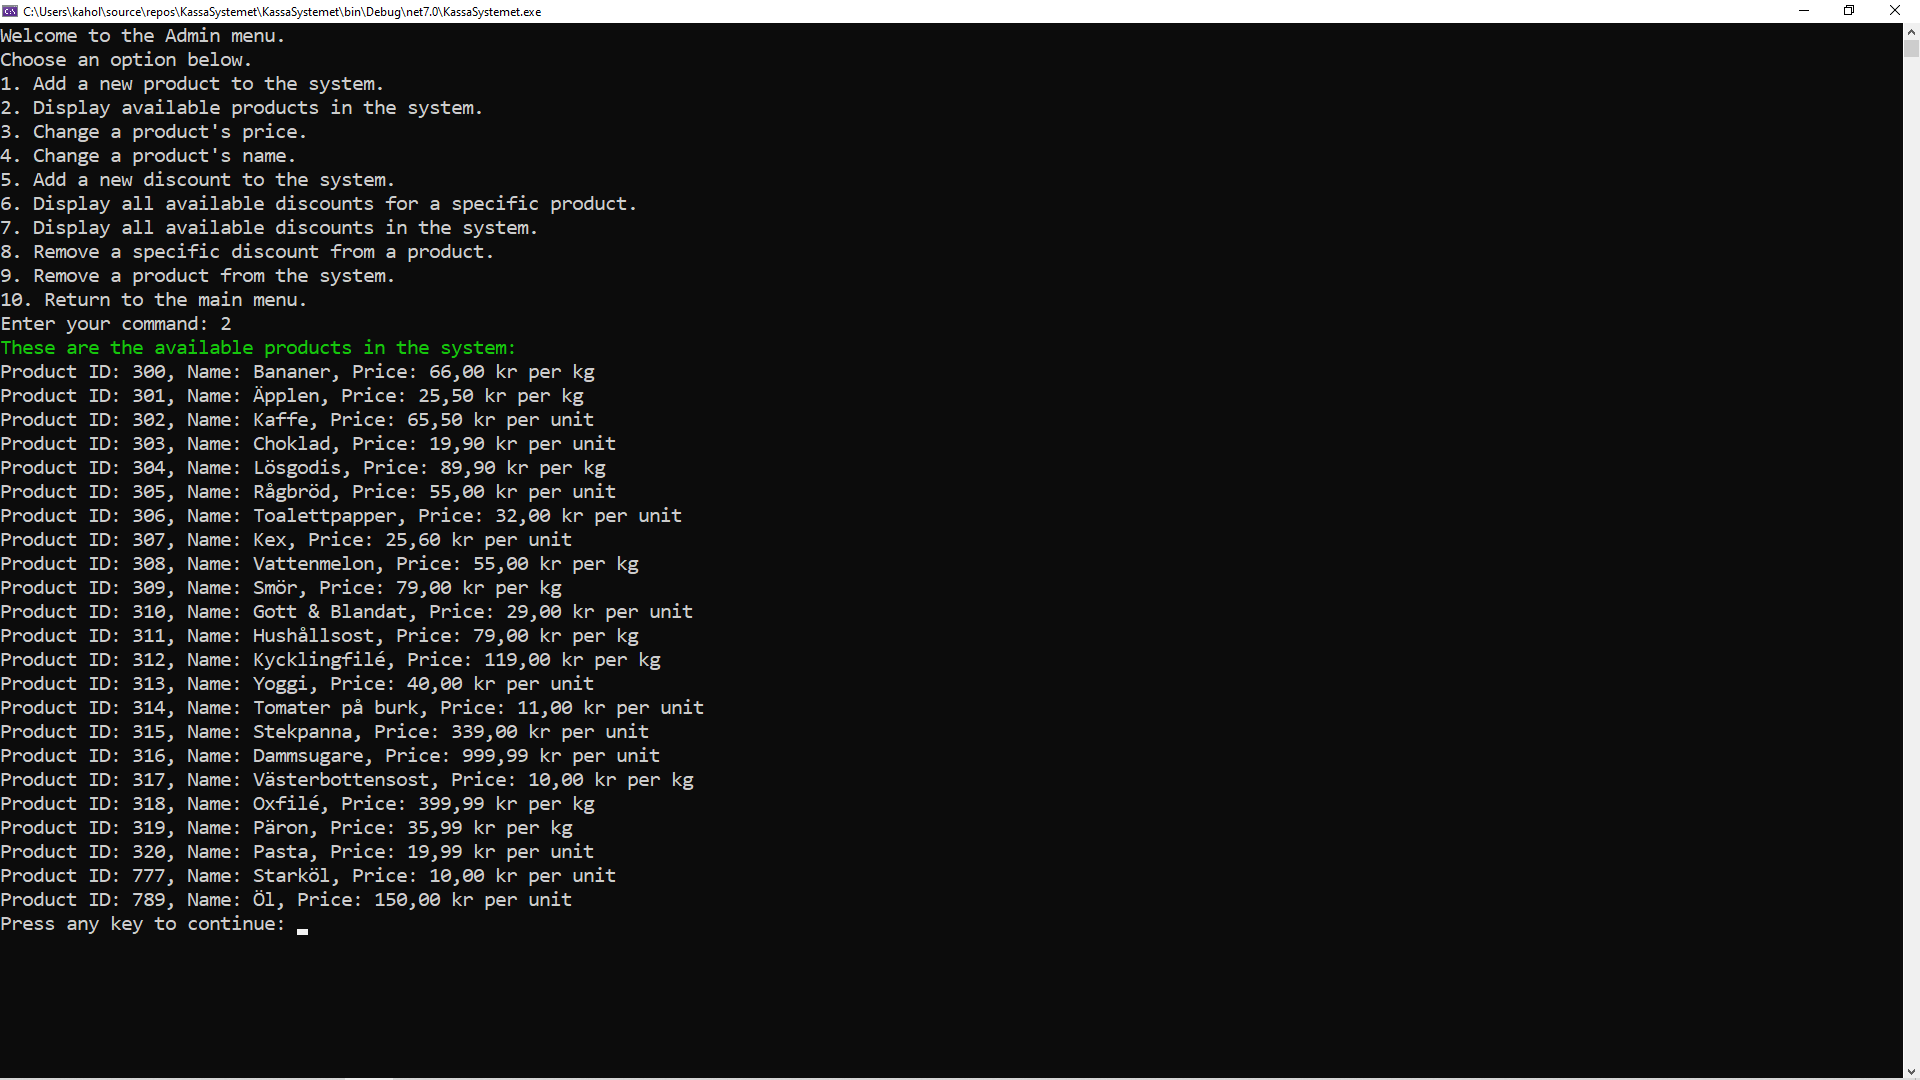 C:\Users\kahol\source\repos\KassaSystemet\KassaSystemet\bin\Debug\net7.0\KassaSystemet.exe
Welcome to the Admin menu.
Choose an option below.
1. Add a new product to the system.
2. Display available products in the system.
3. Change a product's price.
4. Change a product's name.
5. Add a new discount to the system.
6. Display all available discounts for a specific product.
7. Display all available discounts in the system.
8. Remove a specific discount from a product.
9. Remove a product from the system.
10. Return to the main menu.
Enter your command: 2
These are the available products in the system:
Product ID: 300, Name: Bananer, Price: 66,00 kr per kg
Product ID: 301, Name: Äpplen, Price: 25,50 kr per kg
Product ID: 302, Name: Kaffe, Price: 65,50 kr per unit
Product ID: 303, Name: Choklad, Price: 19,90 kr per unit
Product ID: 304, Name: Lösgodis, Price: 89,90 kr per kg
Product ID: 305, Name: Rågbröd, Price: 55,00 kr per unit
Product ID: 306, Name: Toalettpapper, Price: 32,00 kr per unit
Product ID: 307, Name: Kex, Price: 25,60 kr per unit
Product ID: 308, Name: Vattenmelon, Price: 55,00 kr per kg
Product ID: 309, Name: Smör, Price: 79,00 kr per kg
Product ID: 310, Name: Gott & Blandat, Price: 29,00 kr per unit
Product ID: 311, Name: Hushållsost, Price: 79,00 kr per kg
Product ID: 312, Name: Kycklingfilé, Price: 119,00 kr per kg
Product ID: 313, Name: Yoggi, Price: 40,00 kr per unit
Product ID: 314, Name: Tomater på burk, Price: 11,00 kr per unit
Product ID: 315, Name: Stekpanna, Price: 339,00 kr per unit
Product ID: 316, Name: Dammsugare, Price: 999,99 kr per unit
Product ID: 317, Name: Västerbottensost, Price: 10,00 kr per kg
Product ID: 318, Name: Oxfilé, Price: 399,99 kr per kg
Product ID: 319, Name: Päron, Price: 35,99 kr per kg
Product ID: 320, Name: Pasta, Price: 19,99 kr per unit
Product ID: 777, Name: Starköl, Price: 10,00 kr per unit
Product ID: 789, Name: Öl, Price: 150,00 kr per unit
Press any key to continue: